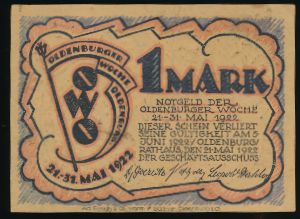 OLDENBURGER
WOCHE
OLDENBURG
OWO
21.-31. MAI 1922
1 MARK
NOTGELD DER
OLDENBURGER WOCHE
21.-31. MAI 1922
DIESER SCHEIN VERLIERT
SEINE GÜLTIGKEIT AM 5
JUNI 1922 / OLDENBURG
RATHAUS, DEN 21. MAI 1922
DER GESCHÄFTSAUSSCHUSS